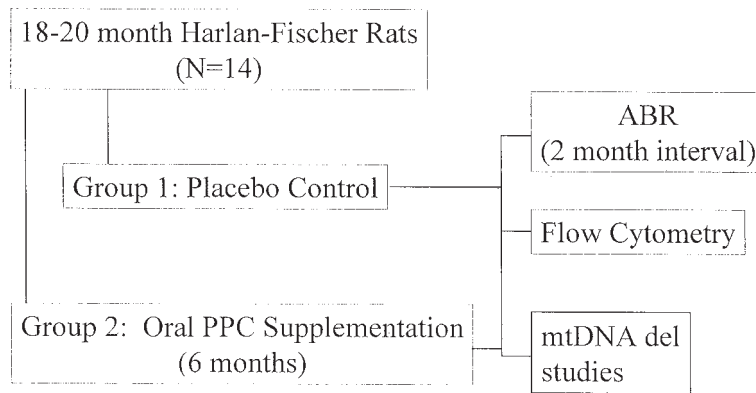 18-20 month Harlan-Fischer Rats
(N=14)
Group 1: Placebo Control
Group 2: Oral PPC Supplementation
(6 months)
ABR
(2 month interval)
Flow Cytometry
mtDNA del
studies